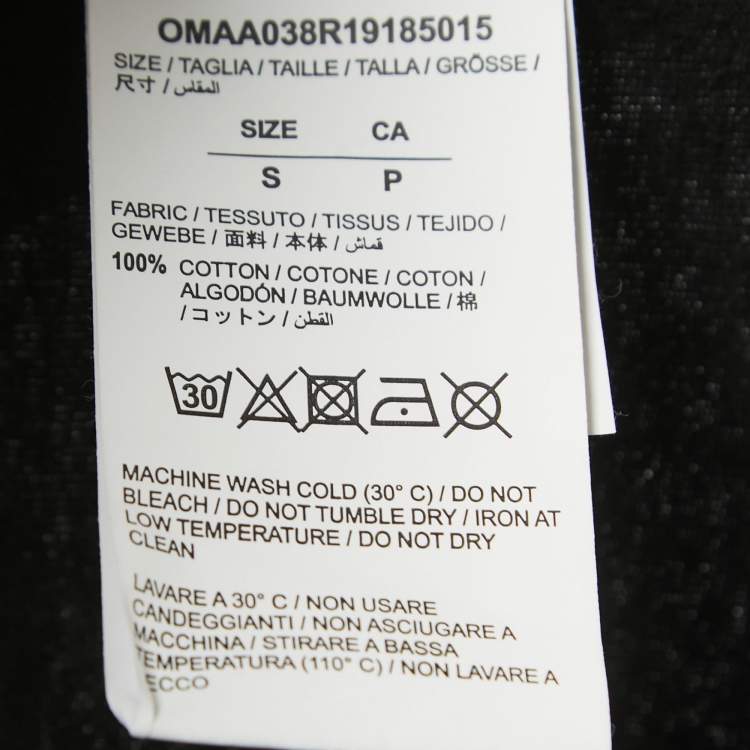 OMAA038R19185015
SIZE / TAGLIA / TAILLE / TALLA / GRÖSSE /
尺寸 / المقاس
SIZE CA
S P
FABRIC / TESSUTO / TISSUS / TEJIDO /
GEWEBE / 面料 / 本体 / قماش
100% COTTON / COTONE / COTON /
ALGODÓN / BAUMWOLLE / 棉
/ コットン / القطن
30
MACHINE WASH COLD (30° C) / DO NOT
BLEACH / DO NOT TUMBLE DRY / IRON AT
LOW TEMPERATURE / DO NOT DRY
CLEAN
LAVARE A 30° C / NON USARE
CANDEGGIANTI / NON ASCIUGARE A
MACCHINA / STIRARE A BASSA
TEMPERATURA (110° C) / NON LAVARE A
ECCO